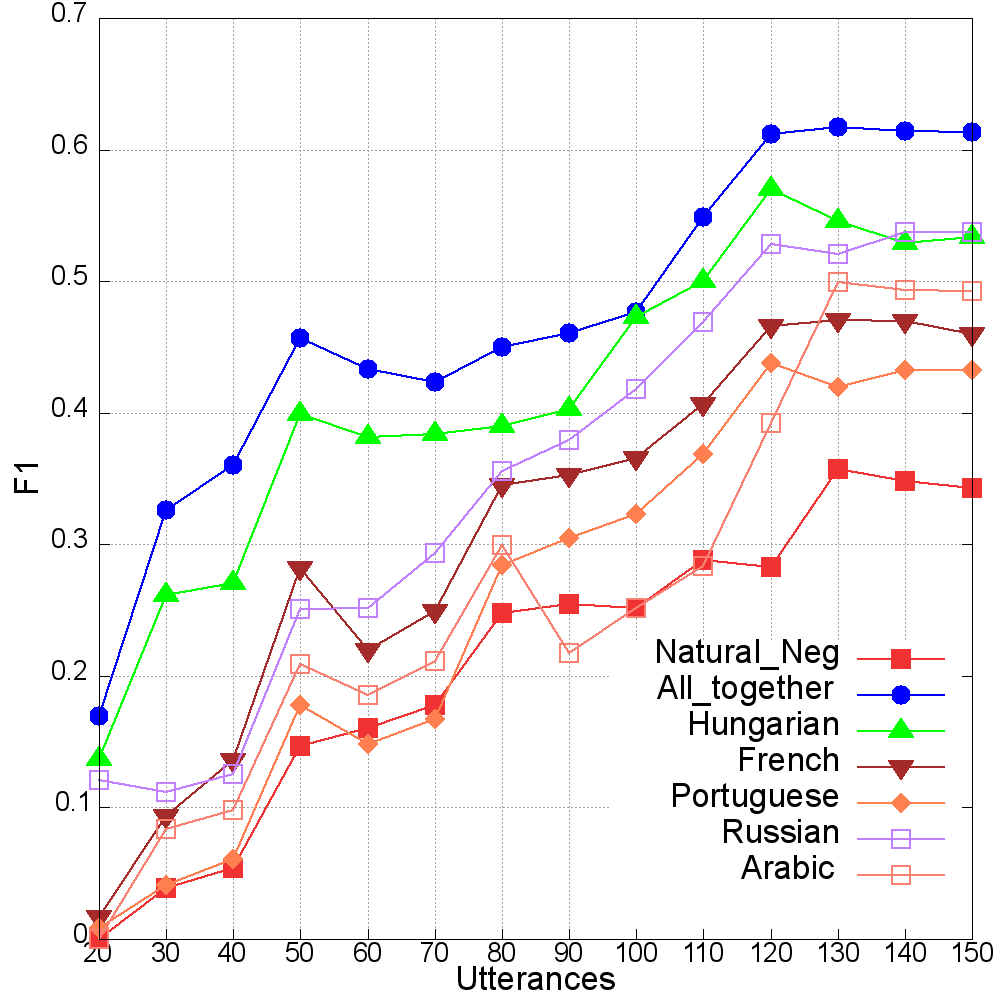 0.7
0.6
0.5
0.4
0.3
0.2
0.1
0
F1
20 30 40 50 60 70 80 90 100 110 120 130 140 150
Utterances
Natural_Neg
All_together
Hungarian
French
Portuguese
Russian
Arabic